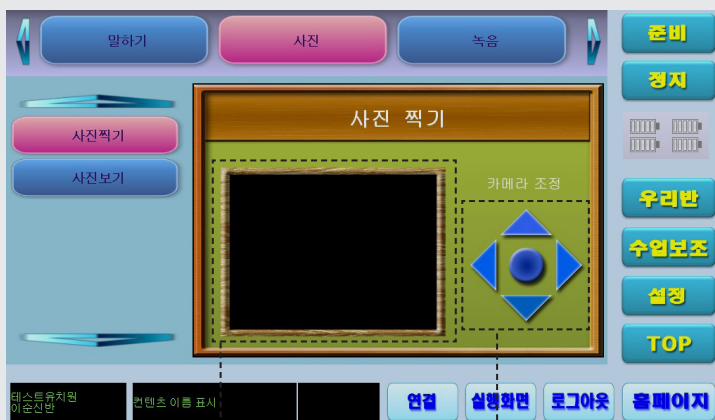 말하기
사진
녹음
준비
정지
사진찍기
사진보기
사진 찍기
카메라 조정
우리반
수업보조
설정
TOP
테스트유치원
이순신반
컨텐츠 이름 표시
연결
실행화면
로그아웃
홈페이지